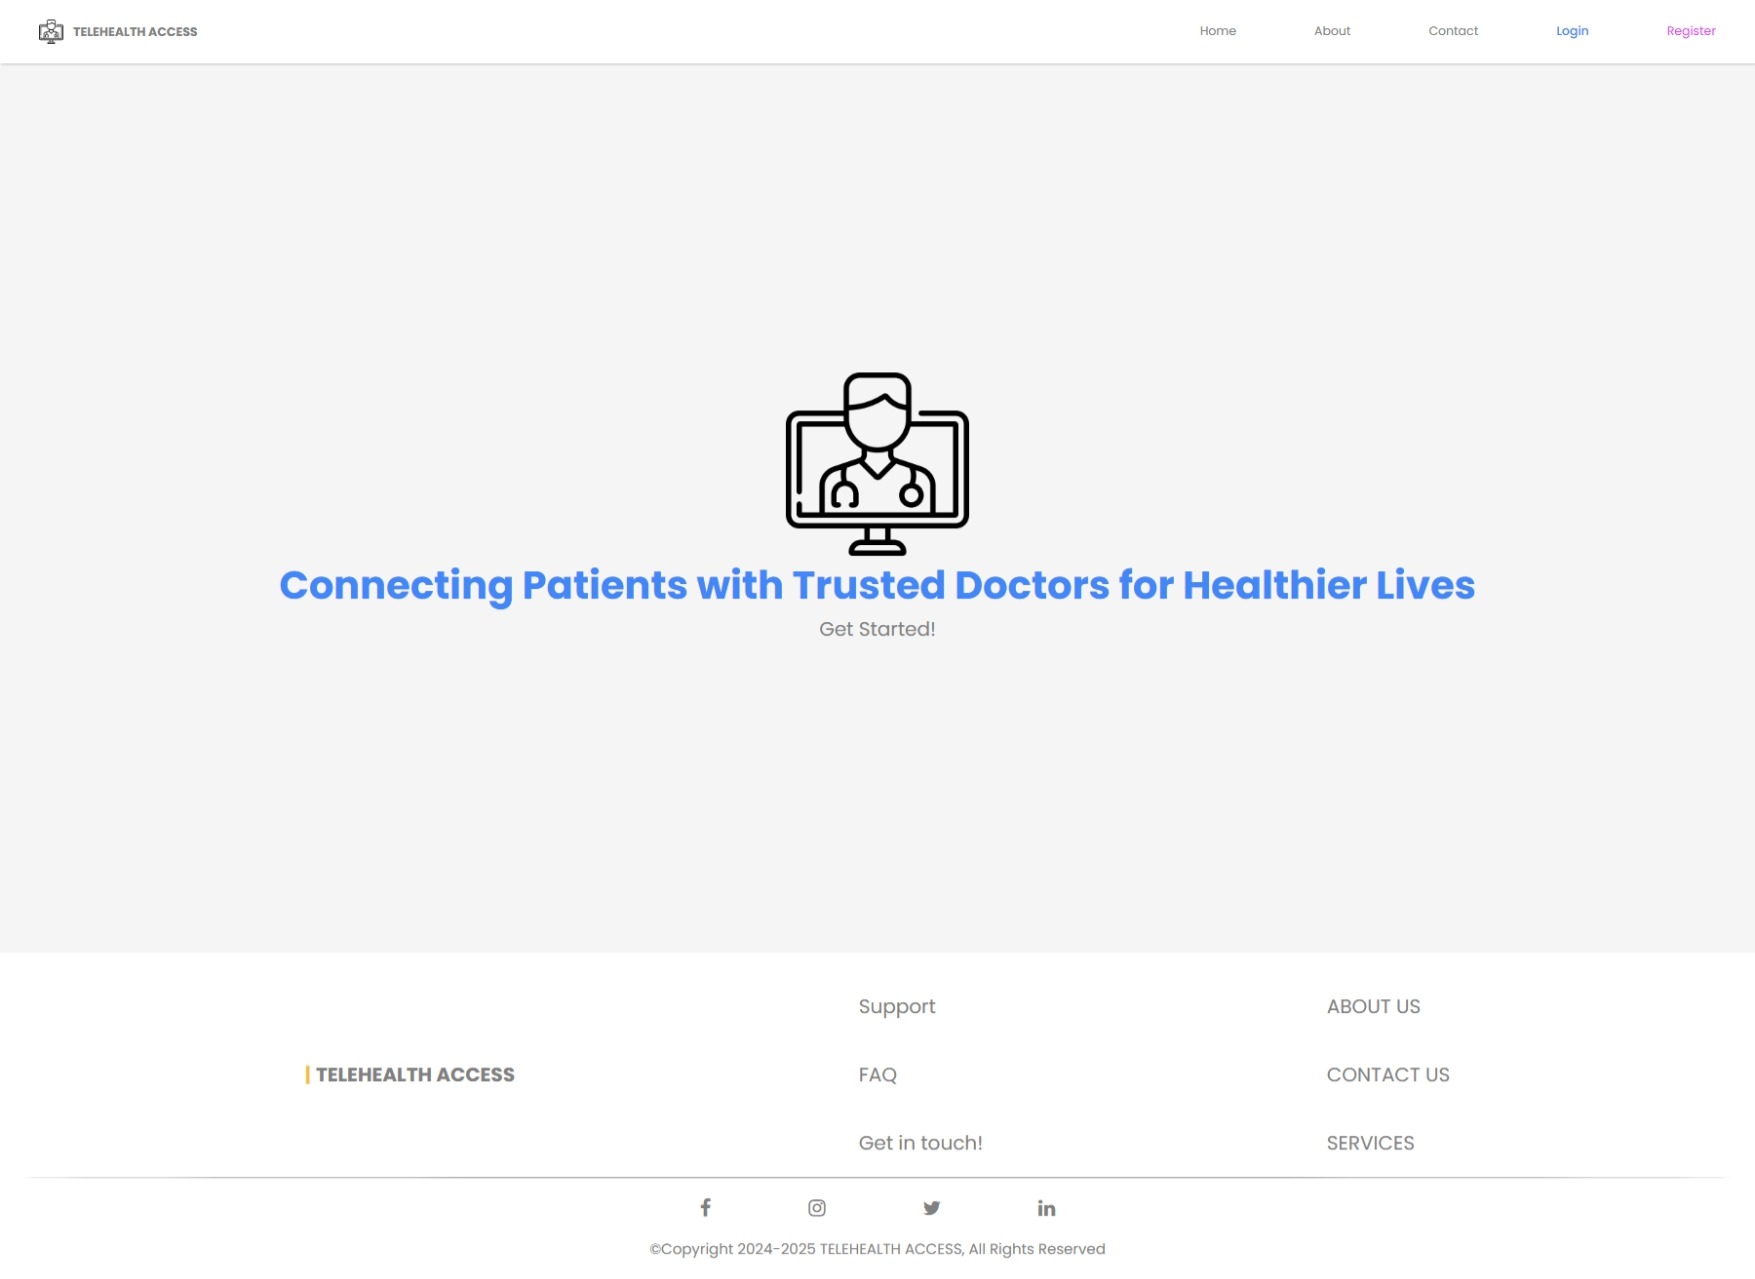 TELEHEALTH ACCESS
Home
About
Contact
Login
Register
Connecting Patients with Trusted Doctors for Healthier Lives
Get Started!
TELEHEALTH ACCESS
Support
FAQ
Get in touch!
ABOUT US
CONTACT US
SERVICES
©Copyright 2024-2025 TELEHEALTH ACCESS, All Rights Reserved